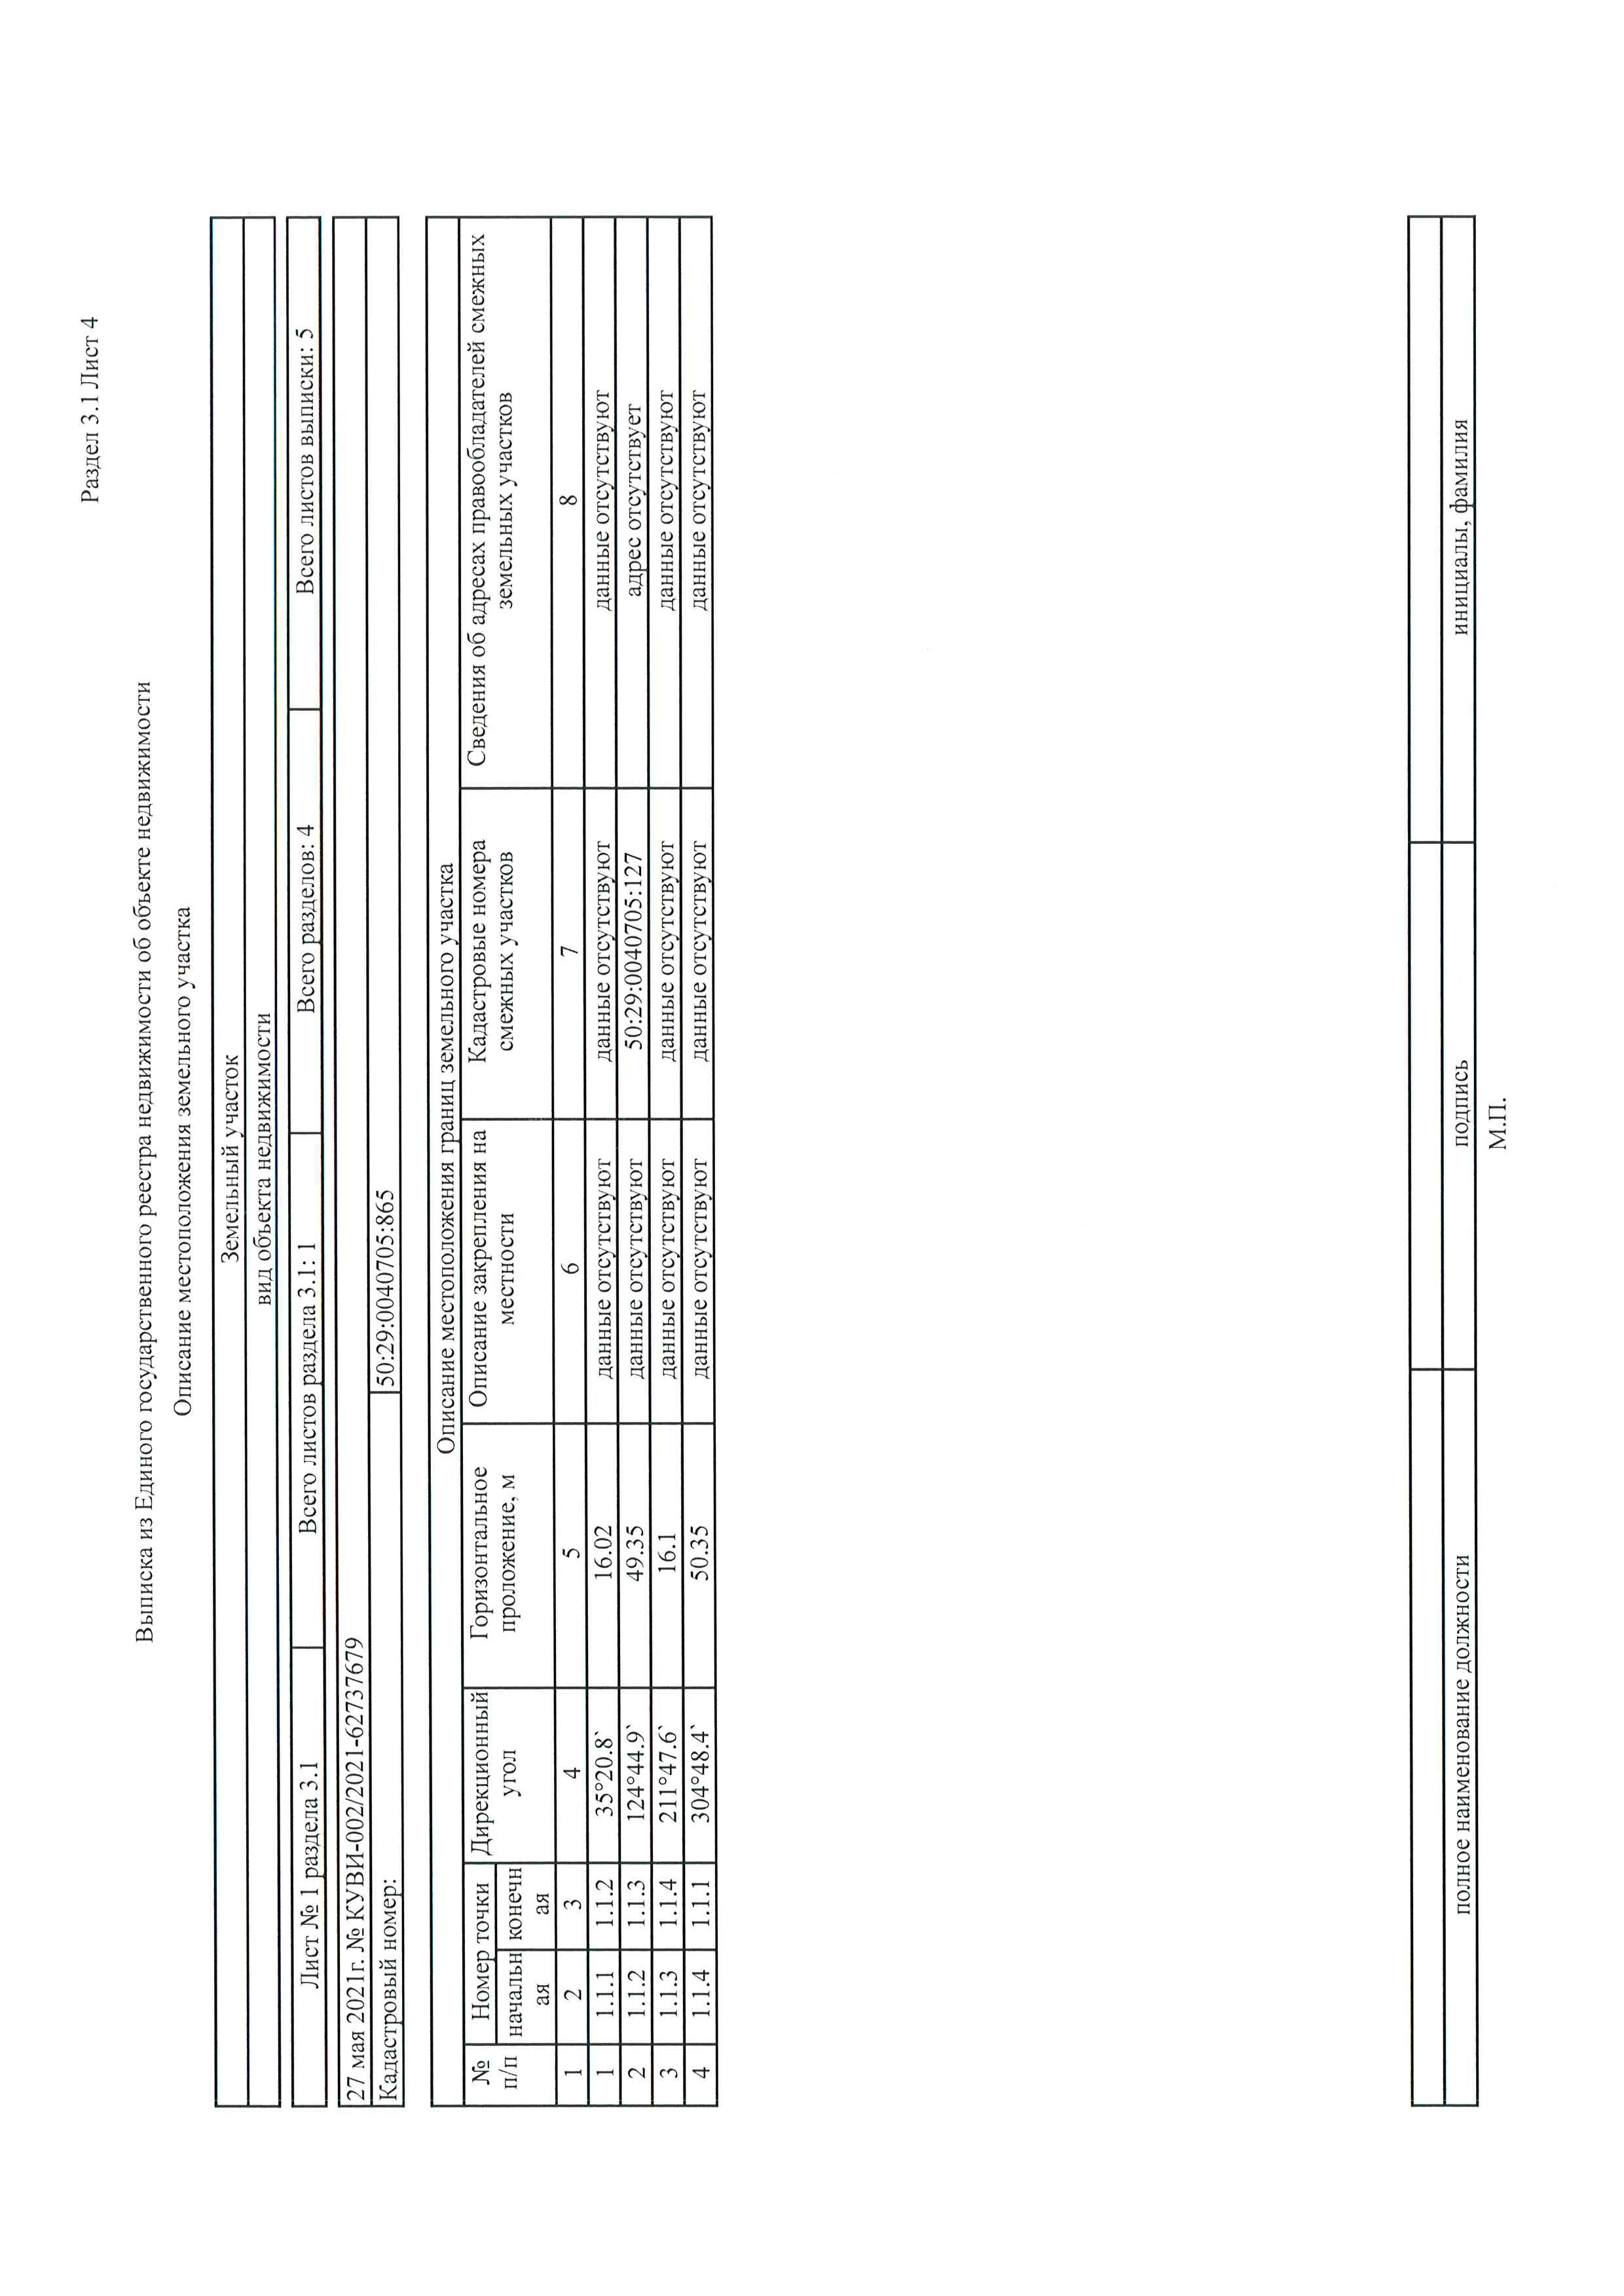 Раздел 3.1 Лист 4
Выписка из Единого государственного реестра недвижимости об объекте недвижимости
Описание местоположения земельного участка
Земельный участок
вид объекта недвижимости
Лист № 1 раздела 3.1 Всего листов раздела 3.1: 1 Всего разделов: 4 Всего листов выписки: 5
27 мая 2021г. № КУВИ-002/2021-62737679
Кадастровый номер: 50:29:0040705:865
Описание местоположения границ земельного участка
№ п/п Номер точки Дирекционный угол Горизонтальное проложение, м Описание закрепления на местности Кадастровые номера смежных участков Сведения об адресах правообладателей смежных земельных участков
начальн ая конечн ая
1 2 3 4 5 6 7 8
1 1.1.1 1.1.2 35°20.8` 16.02 данные отсутствуют данные отсутствуют данные отсутствуют
2 1.1.2 1.1.3 124°44.9` 49.35 данные отсутствуют 50:29:0040705:127 адрес отсутствует
3 1.1.3 1.1.4 211°47.6` 16.1 данные отсутствуют данные отсутствуют данные отсутствуют
4 1.1.4 1.1.1 304°48.4` 50.35 данные отсутствуют данные отсутствуют данные отсутствуют
полное наименование должности подпись инициалы, фамилия
М.П.